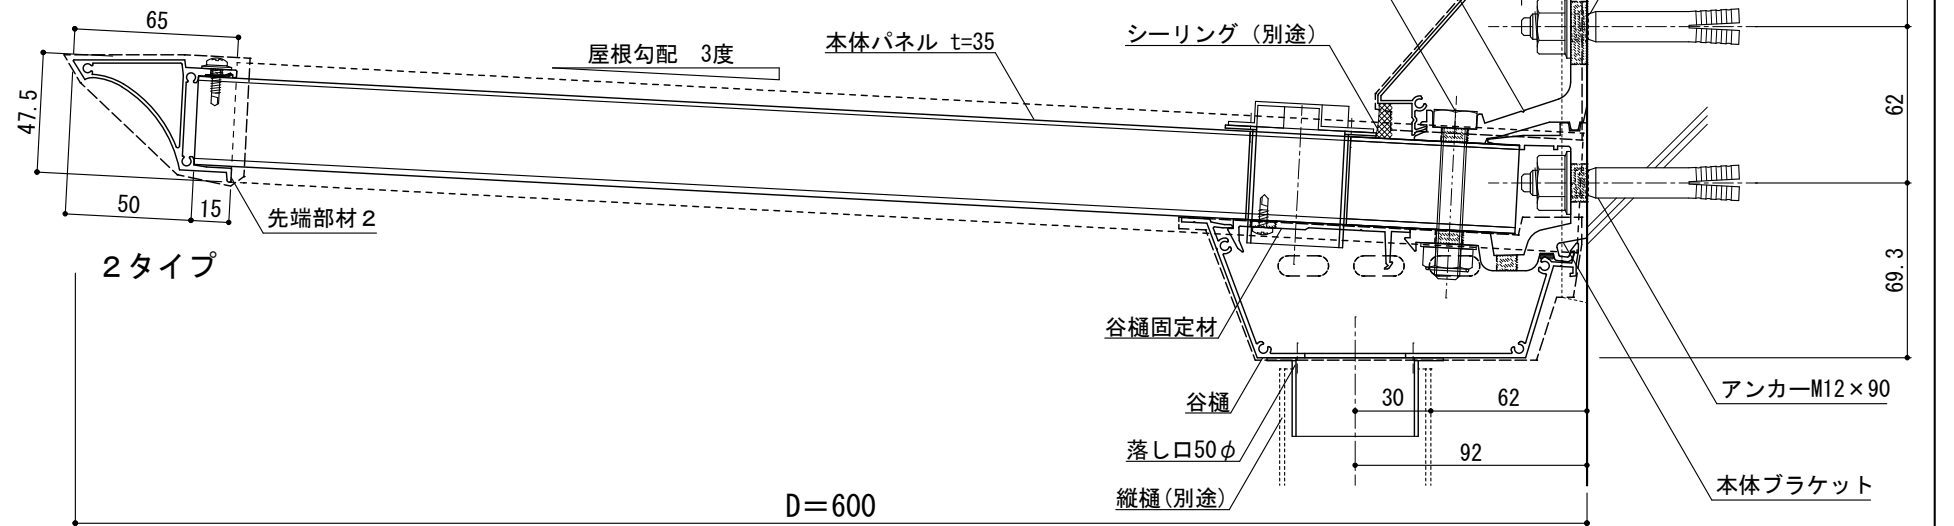 65
シーリング（別途）
本体パネル t=35
屋根勾配　3度
47.5
62
50
15
先端部材２
２タイプ
69.3
谷樋固定材
アンカーM12×90
谷樋
30
62
落し口50φ
92
本体ブラケット
縦樋(別途)
D＝600